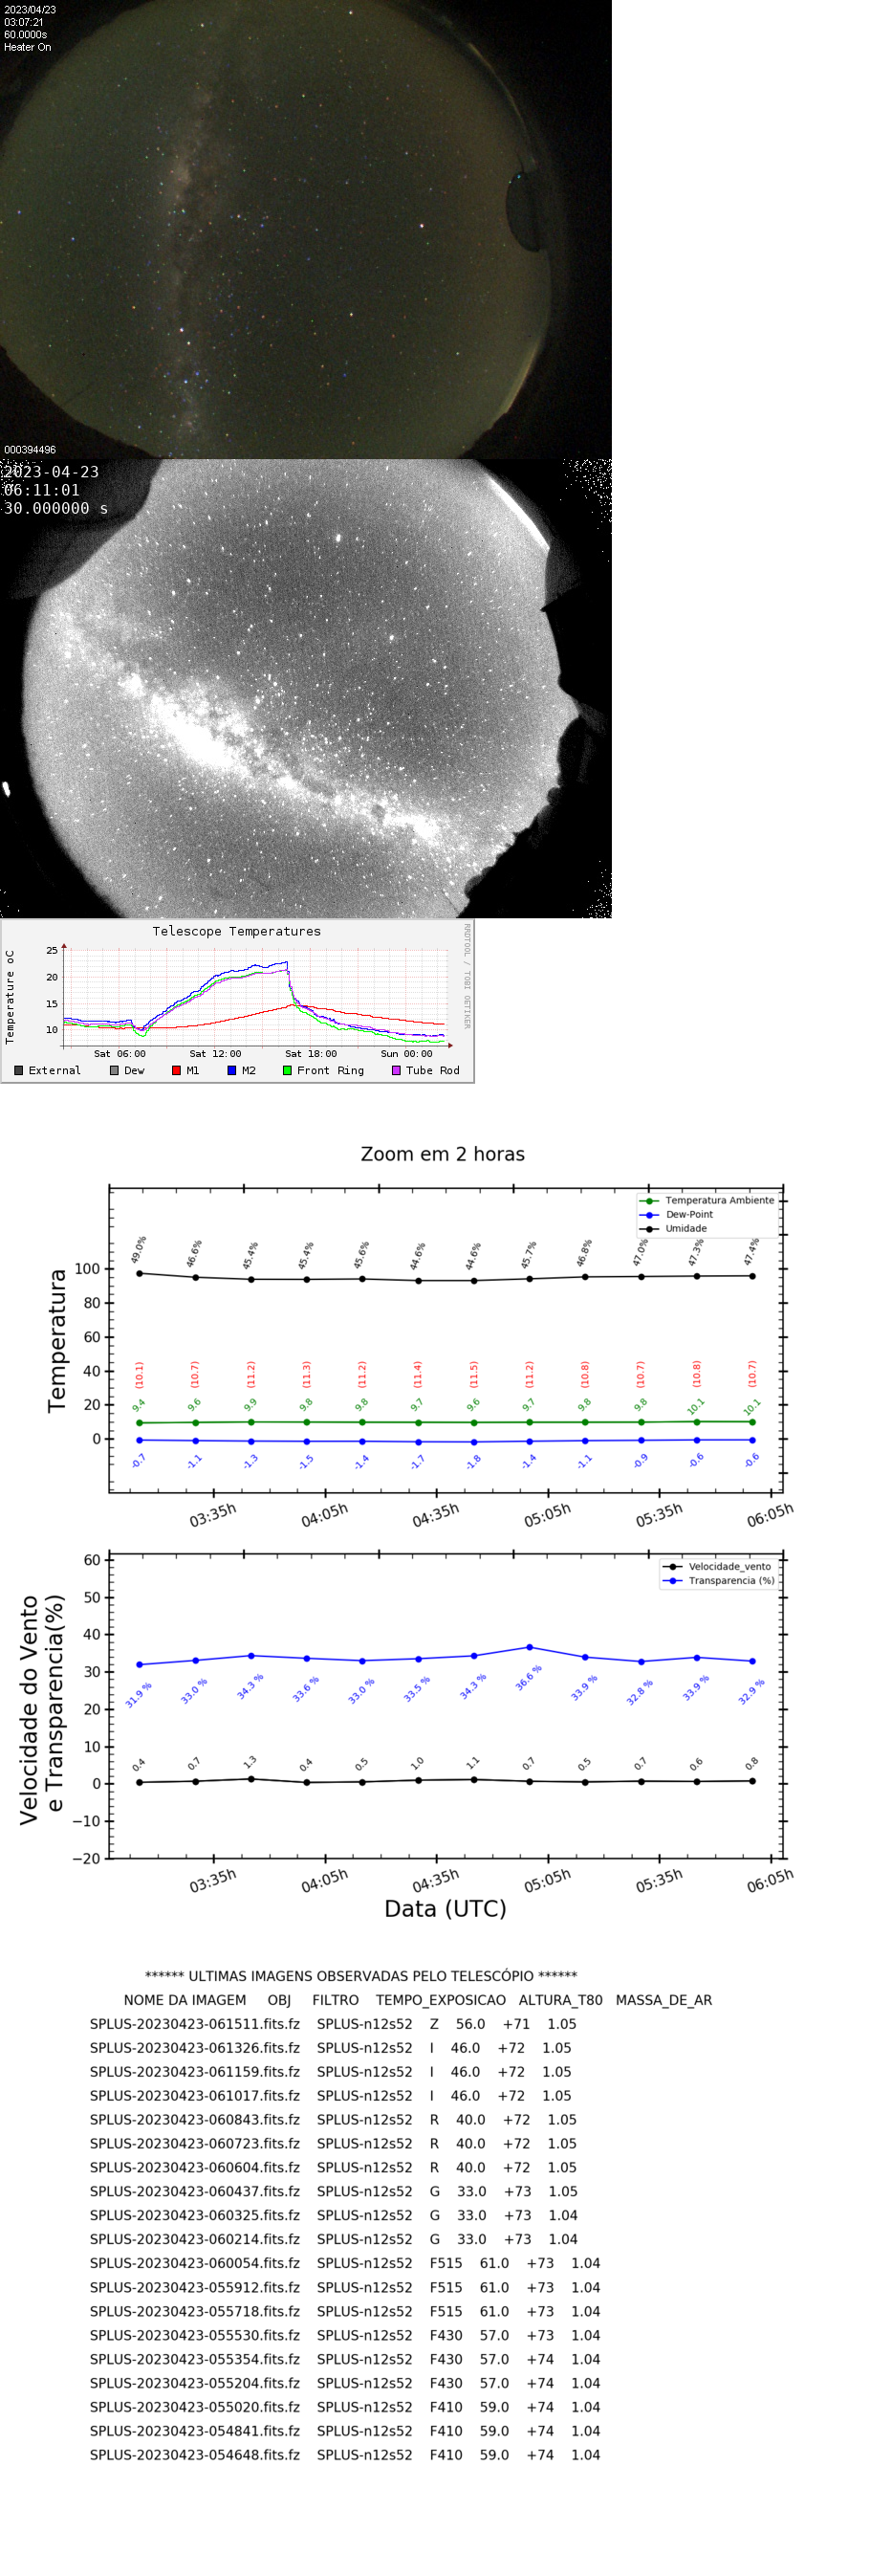 2023/04/23
03:07:21
60.0000s
Heater On
000394496
2023-04-23
06:11:01
30.000000 s
Telescope Temperatures
RRDTOOL / TOBI OETIKER
Temperature oC
25
20
15
10
Sat 06:00 Sat 12:00 Sat 18:00 Sun 00:00
External Dew M1 M2 Front Ring Tube Rod
Zoom em 2 horas
Temperatura Ambiente
Dew-Point
Umidade
Temperatura
100
80
60
40
20
0
49.0% 46.6% 45.4% 45.4% 45.6% 44.6% 44.6% 45.7% 46.8% 47.0% 47.3% 47.4%
(10.1) (10.7) (11.2) (11.3) (11.2) (11.4) (11.5) (11.2) (10.8) (10.7) (10.8) (10.7)
9.4 9.6 9.9 9.8 9.8 9.7 9.6 9.7 9.8 9.8 10.1 10.1
-0.7 -1.1 -1.3 -1.5 -1.4 -1.7 -1.8 -1.4 -1.1 -0.9 -0.6 -0.6
03:35h 04:05h 04:35h 05:05h 05:35h 06:05h
Velocidade_vento
Transparencia (%)
Velocidade do Vento
e Transparencia(%)
60
50
40
30
20
10
0
−10
−20
31.9 % 33.0 % 34.3 % 33.6 % 33.0 % 33.5 % 34.3 % 36.6 % 33.9 % 32.8 % 33.9 % 32.9 %
0.4 0.7 1.3 0.4 0.5 1.0 1.1 0.7 0.5 0.7 0.6 0.8
03:35h 04:05h 04:35h 05:05h 05:35h 06:05h
Data (UTC)
****** ULTIMAS IMAGENS OBSERVADAS PELO TELESCÓPIO ******
NOME DA IMAGEM OBJ FILTRO TEMPO_EXPOSICAO ALTURA_T80 MASSA_DE_AR
SPLUS-20230423-061511.fits.fz SPLUS-n12s52 Z 56.0 +71 1.05
SPLUS-20230423-061326.fits.fz SPLUS-n12s52 I 46.0 +72 1.05
SPLUS-20230423-061159.fits.fz SPLUS-n12s52 I 46.0 +72 1.05
SPLUS-20230423-061017.fits.fz SPLUS-n12s52 I 46.0 +72 1.05
SPLUS-20230423-060843.fits.fz SPLUS-n12s52 R 40.0 +72 1.05
SPLUS-20230423-060723.fits.fz SPLUS-n12s52 R 40.0 +72 1.05
SPLUS-20230423-060604.fits.fz SPLUS-n12s52 R 40.0 +72 1.05
SPLUS-20230423-060437.fits.fz SPLUS-n12s52 G 33.0 +73 1.05
SPLUS-20230423-060325.fits.fz SPLUS-n12s52 G 33.0 +73 1.04
SPLUS-20230423-060214.fits.fz SPLUS-n12s52 G 33.0 +73 1.04
SPLUS-20230423-060054.fits.fz SPLUS-n12s52 F515 61.0 +73 1.04
SPLUS-20230423-055912.fits.fz SPLUS-n12s52 F515 61.0 +73 1.04
SPLUS-20230423-055718.fits.fz SPLUS-n12s52 F515 61.0 +73 1.04
SPLUS-20230423-055530.fits.fz SPLUS-n12s52 F430 57.0 +73 1.04
SPLUS-20230423-055354.fits.fz SPLUS-n12s52 F430 57.0 +74 1.04
SPLUS-20230423-055204.fits.fz SPLUS-n12s52 F430 57.0 +74 1.04
SPLUS-20230423-055020.fits.fz SPLUS-n12s52 F410 59.0 +74 1.04
SPLUS-20230423-054841.fits.fz SPLUS-n12s52 F410 59.0 +74 1.04
SPLUS-20230423-054648.fits.fz SPLUS-n12s52 F410 59.0 +74 1.04